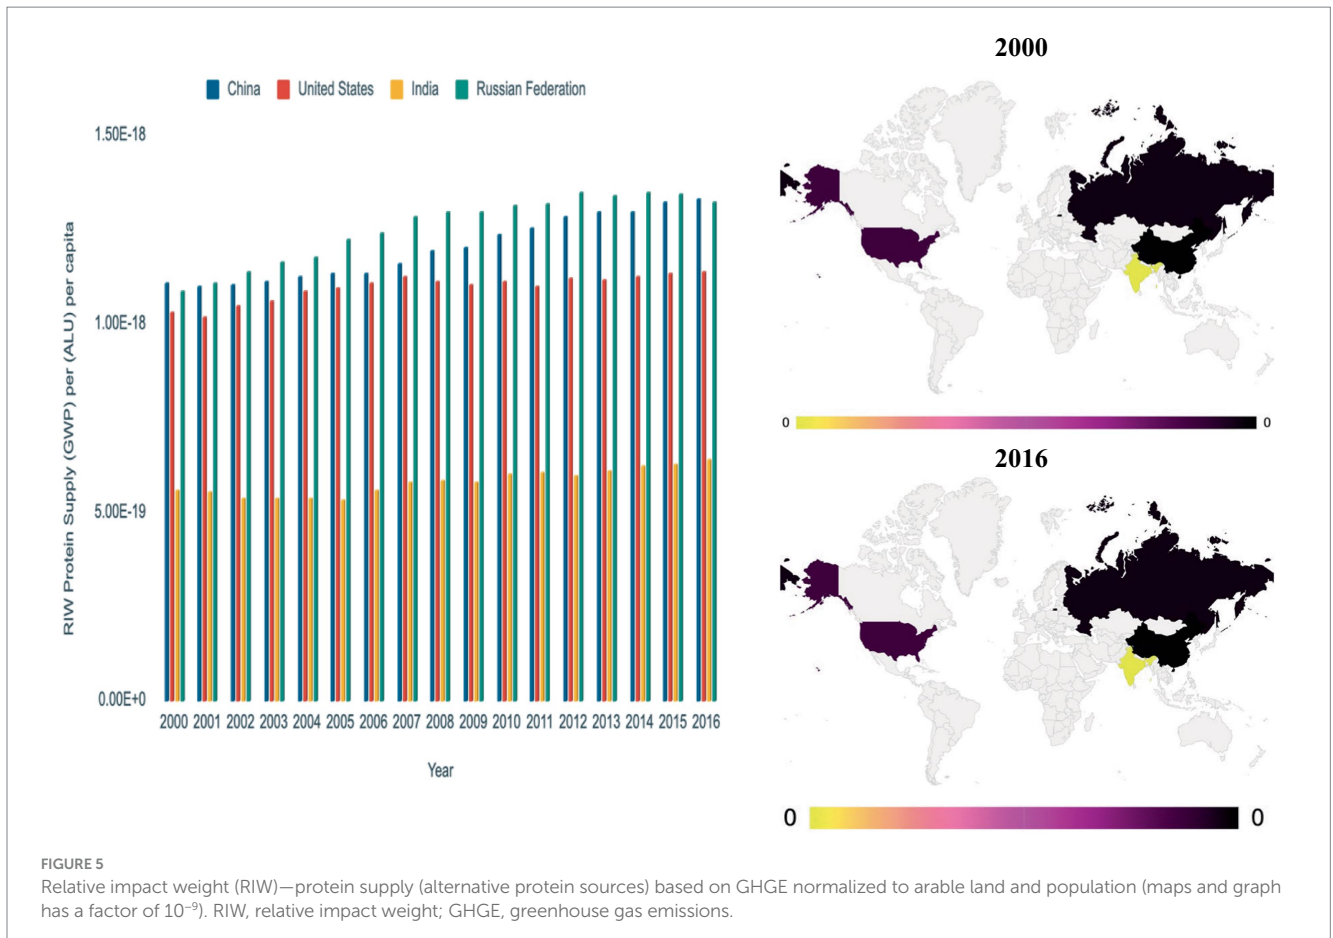 China United States India Russian Federation
1.50E-18
1.00E-18
5.00E-19
0.00E+0
RIW Protein Supply (GWP) per (ALU) per capita
2000 2001 2002 2003 2004 2005 2006 2007 2008 2009 2010 2011 2012 2013 2014 2015 2016
Year
2000
0 0
2016
0 0
FIGURE 5
Relative impact weight (RIW)—protein supply (alternative protein sources) based on GHGE normalized to arable land and population (maps and graph
has a factor of 10⁻⁹). RIW, relative impact weight; GHGE, greenhouse gas emissions.